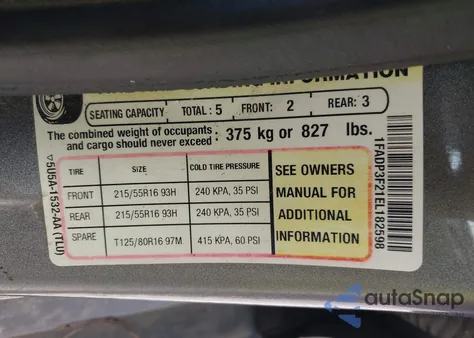 INFORMATION
SEATING CAPACITY TOTAL : 5 FRONT: 2 REAR: 3
The combined weight of occupants and cargo should never exceed : 375 kg or 827 lbs.
TIRE SIZE COLD TIRE PRESSURE
FRONT 215/55R16 93H 240 KPA, 35 PSI
REAR 215/55R16 93H 240 KPA, 35 PSI
SPARE T125/80R16 97M 415 KPA, 60 PSI
SEE OWNERS
MANUAL FOR
ADDITIONAL
INFORMATION
5U5A-1532-AA (TLU)
1FADP3F21EL182598
autoSnap